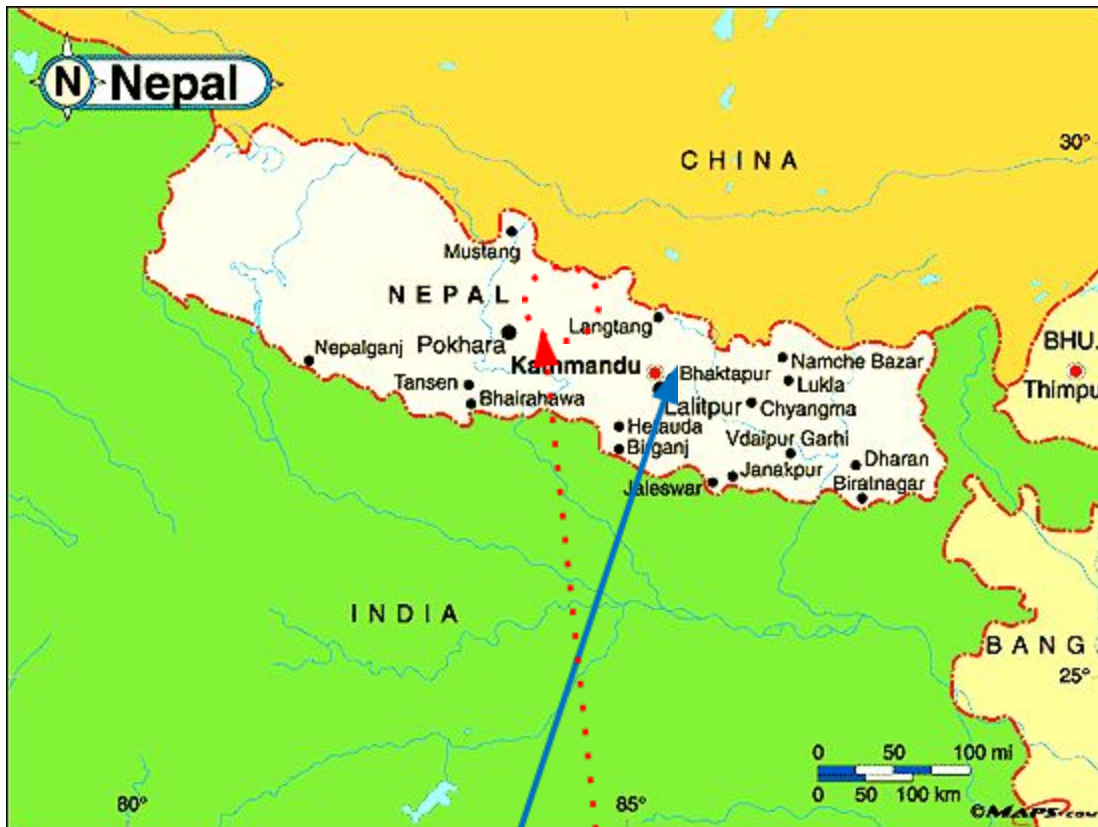 N Nepal
30°
CHINA
Mustang
NEPAL
Langtang
BHU
Pokhara
Nepalganj
Namche Bazar
Bhaktapur
Tansen
Lukla
Thimpu
Bhairahawa
Lalitpur
Chyangma
Hetauda
Vdaipur Garhi
Birganj
Dharan
Janakpur
Jaleswar
Biratnagar
INDIA
BANG
25°
0 50 100 mi
0 50 100 km
80°
85°
©MAPS.com